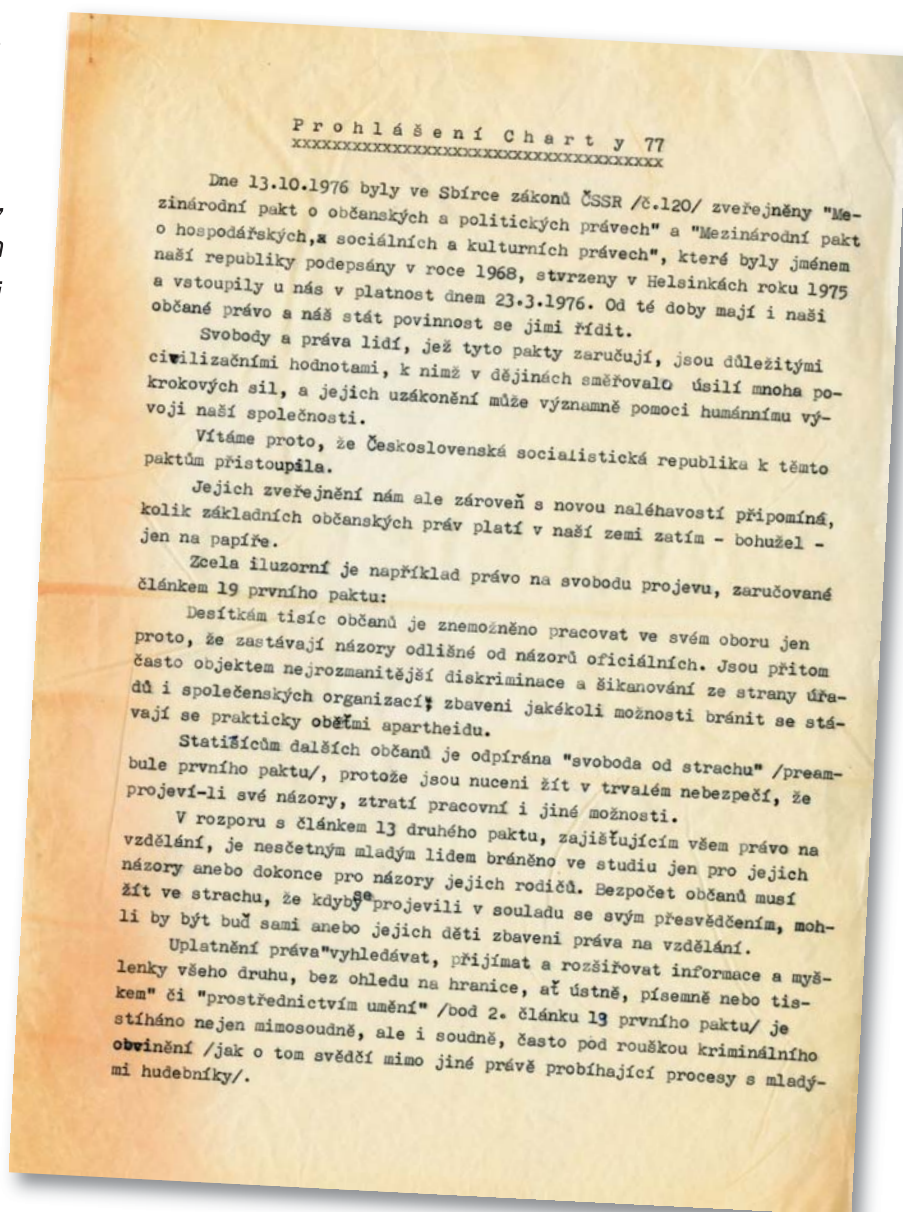 Prohlášení Charty 77
xxxxxxxxxxxxxxxxxxxxxxxxxxxxxxxxxxxx
Dne 13.10.1976 byly ve Sbírce zákonů ČSSR /č.120/ zveřejněny "Me-
zinárodní pakt o občanských a politických právech" a "Mezinárodní pakt
o hospodářských, sociálních a kulturních právech", které byly jménem
naší republiky podepsány v roce 1968, stvrzeny v Helsinkách roku 1975
a vstoupily u nás v platnost dnem 23.3.1976. Od té doby mají i naši
občané právo a náš stát povinnost se jimi řídit.
Svobody a práva lidí, jež tyto pakty zaručují, jsou důležitými
civilizačními hodnotami, k nimž v dějinách směřovalo úsilí mnoha po-
krokových sil, a jejich uzákonění může významně pomoci humánnímu vý-
voji naší společnosti.
Vítáme proto, že Československá socialistická republika k těmto
paktům přistoupila.
Jejich zveřejnění nám ale zároveň s novou naléhavostí připomíná,
kolik základních občanských práv platí v naší zemi zatím - bohužel -
jen na papíře.
Zcela iluzorní je například právo na svobodu projevu, zaručované
článkem 19 prvního paktu:
Desítkám tisíc občanů je znemožněno pracovat ve svém oboru jen
proto, že zastávají názory odlišné od názorů oficiálních. Jsou přitom
často objektem nejrozmanitější diskriminace a šikanování ze strany úřa-
dů i společenských organizací; zbaveni jakékoli možnosti bránit se stá-
vají se prakticky oběťmi apartheidu.
Statisícům dalších občanů je odpírána "svoboda od strachu" /pream-
bule prvního paktu/, protože jsou nuceni žít v trvalém nebezpečí, že
projeví-li své názory, ztratí pracovní i jiné možnosti.
V rozporu s článkem 13 druhého paktu, zajišťujícím všem právo na
vzdělání, je nesčetným mladým lidem bráněno ve studiu jen pro jejich
názory anebo dokonce pro názory jejich rodičů. Bezpočet občanů musí
žít ve strachu, že kdyby se projevili v souladu se svým přesvědčením, moh-
li by být buď sami anebo jejich děti zbaveni práva na vzdělání.
Uplatnění práva"vyhledávat, přijímat a rozšiřovat informace a myš-
lenky všeho druhu, bez ohledu na hranice, ať ústně, písemně nebo tis-
kem" či "prostřednictvím umění" /bod 2. článku 19 prvního paktu/ je
stíháno nejen mimosoudně, ale i soudně, často pod rouškou kriminálního
obvinění /jak o tom svědčí mimo jiné právě probíhající procesy s mladý-
mi hudebníky/.